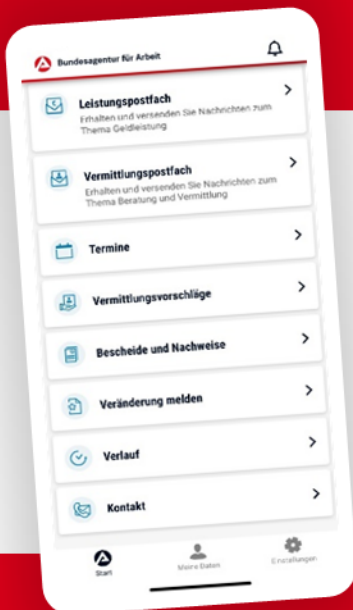 Bundesagentur für Arbeit
Leistungspostfach
Erhalten und versenden Sie Nachrichten zum
Thema Geldleistung
Vermittlungspostfach
Erhalten und versenden Sie Nachrichten zum
Thema Beratung und Vermittlung
Termine
Vermittlungsvorschläge
Bescheide und Nachweise
Veränderung melden
Verlauf
Kontakt
Start
Meine Daten
Einstellungen